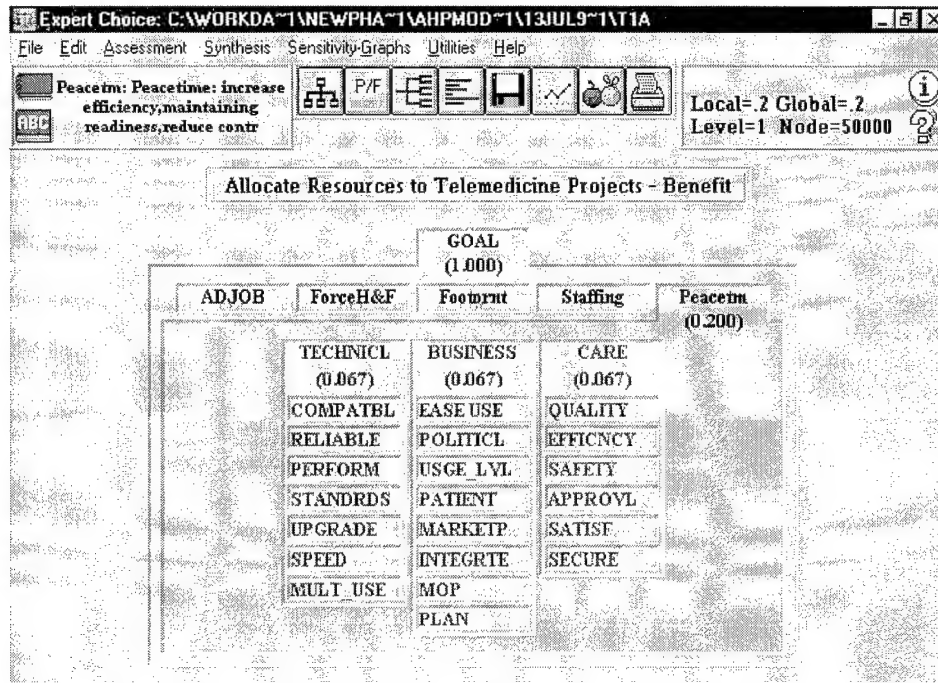 Expert Choice: C:\WORKDA~1\NEWPHA~1\AHPMOD~1\13JUL9~1\T1A
File Edit Assessment Synthesis Sensitivity-Graphs Utilities Help
Peacetm: Peacetime: increase
efficiency,maintaining
readiness,reduce contr
ABC
P/F
Local=.2 Global=.2
Level=1 Node=50000
Allocate Resources to Telemedicine Projects - Benefit
GOAL
(1.000)
ADJOB ForceH&F Footprnt Staffing Peacetm
(0.200)
TECHNICL BUSINESS CARE
(0.067) (0.067) (0.067)
COMPATBL EASE USE QUALITY
RELIABLE POLITICL EFFICNCY
PERFORM USGE_LVL SAFETY
STANDRDS PATIENT APPROVL
UPGRADE MARKETP SATISF
SPEED INTEGRTE SECURE
MULT_USE MOP
PLAN